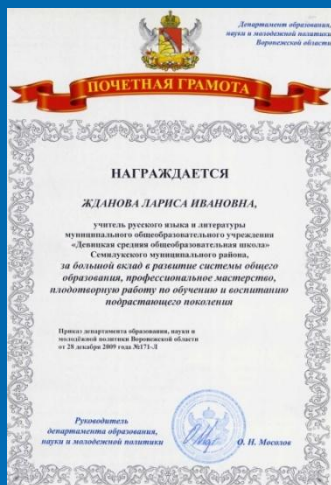 Департамент образования,
науки и молодежной политики
Воронежской области
ПОЧЕТНАЯ ГРАМОТА
НАГРАЖДАЕТСЯ
ЖДАНОВА ЛАРИСА ИВАНОВНА,
учитель русского языка и литературы
муниципального общеобразовательного учреждения
«Девицкая средняя общеобразовательная школа»
Семилукского муниципального района,
за большой вклад в развитие системы общего
образования, профессиональное мастерство,
плодотворную работу по обучению и воспитанию
подрастающего поколения
Приказ департамента образования, науки и
молодёжной политики Воронежской области
от 28 декабря 2009 года №171-Л
Руководитель
департамента образования,
науки и молодежной политики
О. Н. Мосолов